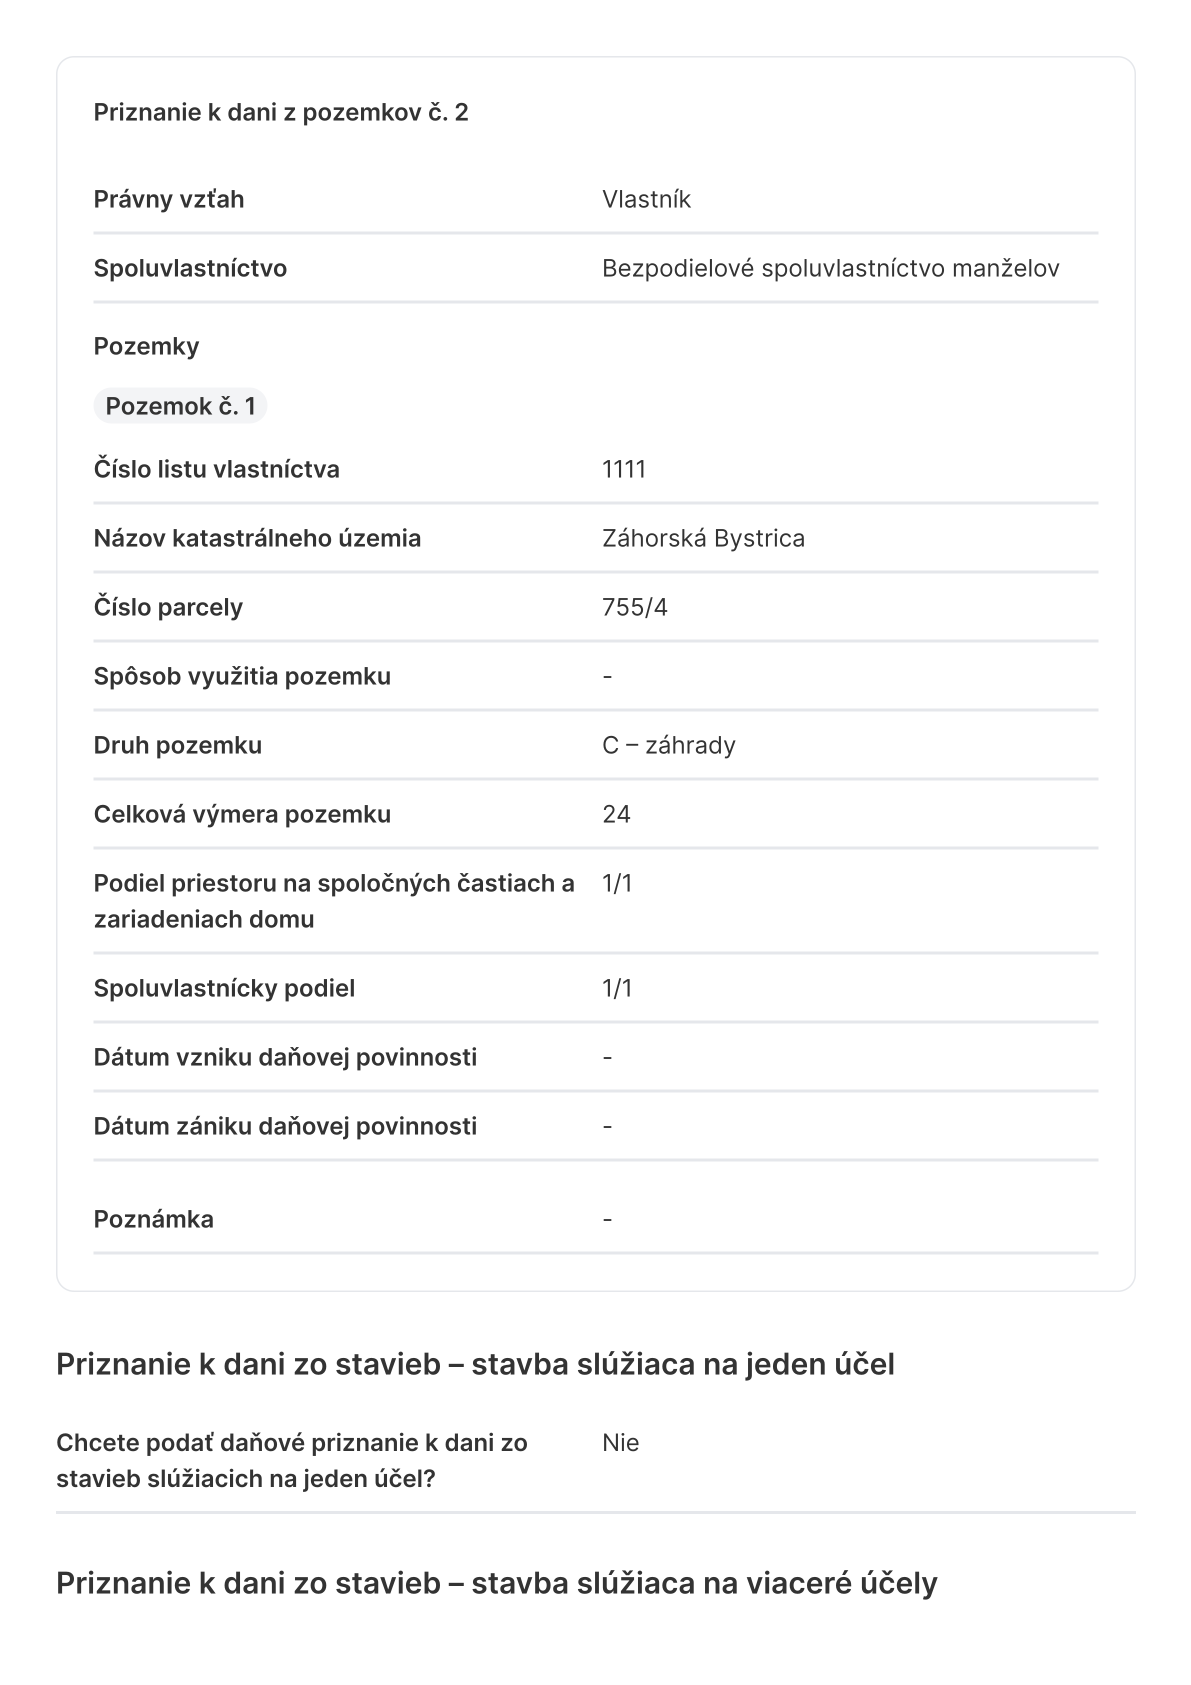 Priznanie k dani z pozemkov č. 2
Právny vzťah Vlastník
Spoluvlastníctvo Bezpodielové spoluvlastníctvo manželov
Pozemky
Pozemok č. 1
Číslo listu vlastníctva 1111
Názov katastrálneho územia Záhorská Bystrica
Číslo parcely 755/4
Spôsob využitia pozemku -
Druh pozemku C – záhrady
Celková výmera pozemku 24
Podiel priestoru na spoločných častiach a 1/1
zariadeniach domu
Spoluvlastnícky podiel 1/1
Dátum vzniku daňovej povinnosti -
Dátum zániku daňovej povinnosti -
Poznámka -
Priznanie k dani zo stavieb – stavba slúžiaca na jeden účel
Chcete podať daňové priznanie k dani zo Nie
stavieb slúžiacich na jeden účel?
Priznanie k dani zo stavieb – stavba slúžiaca na viaceré účely